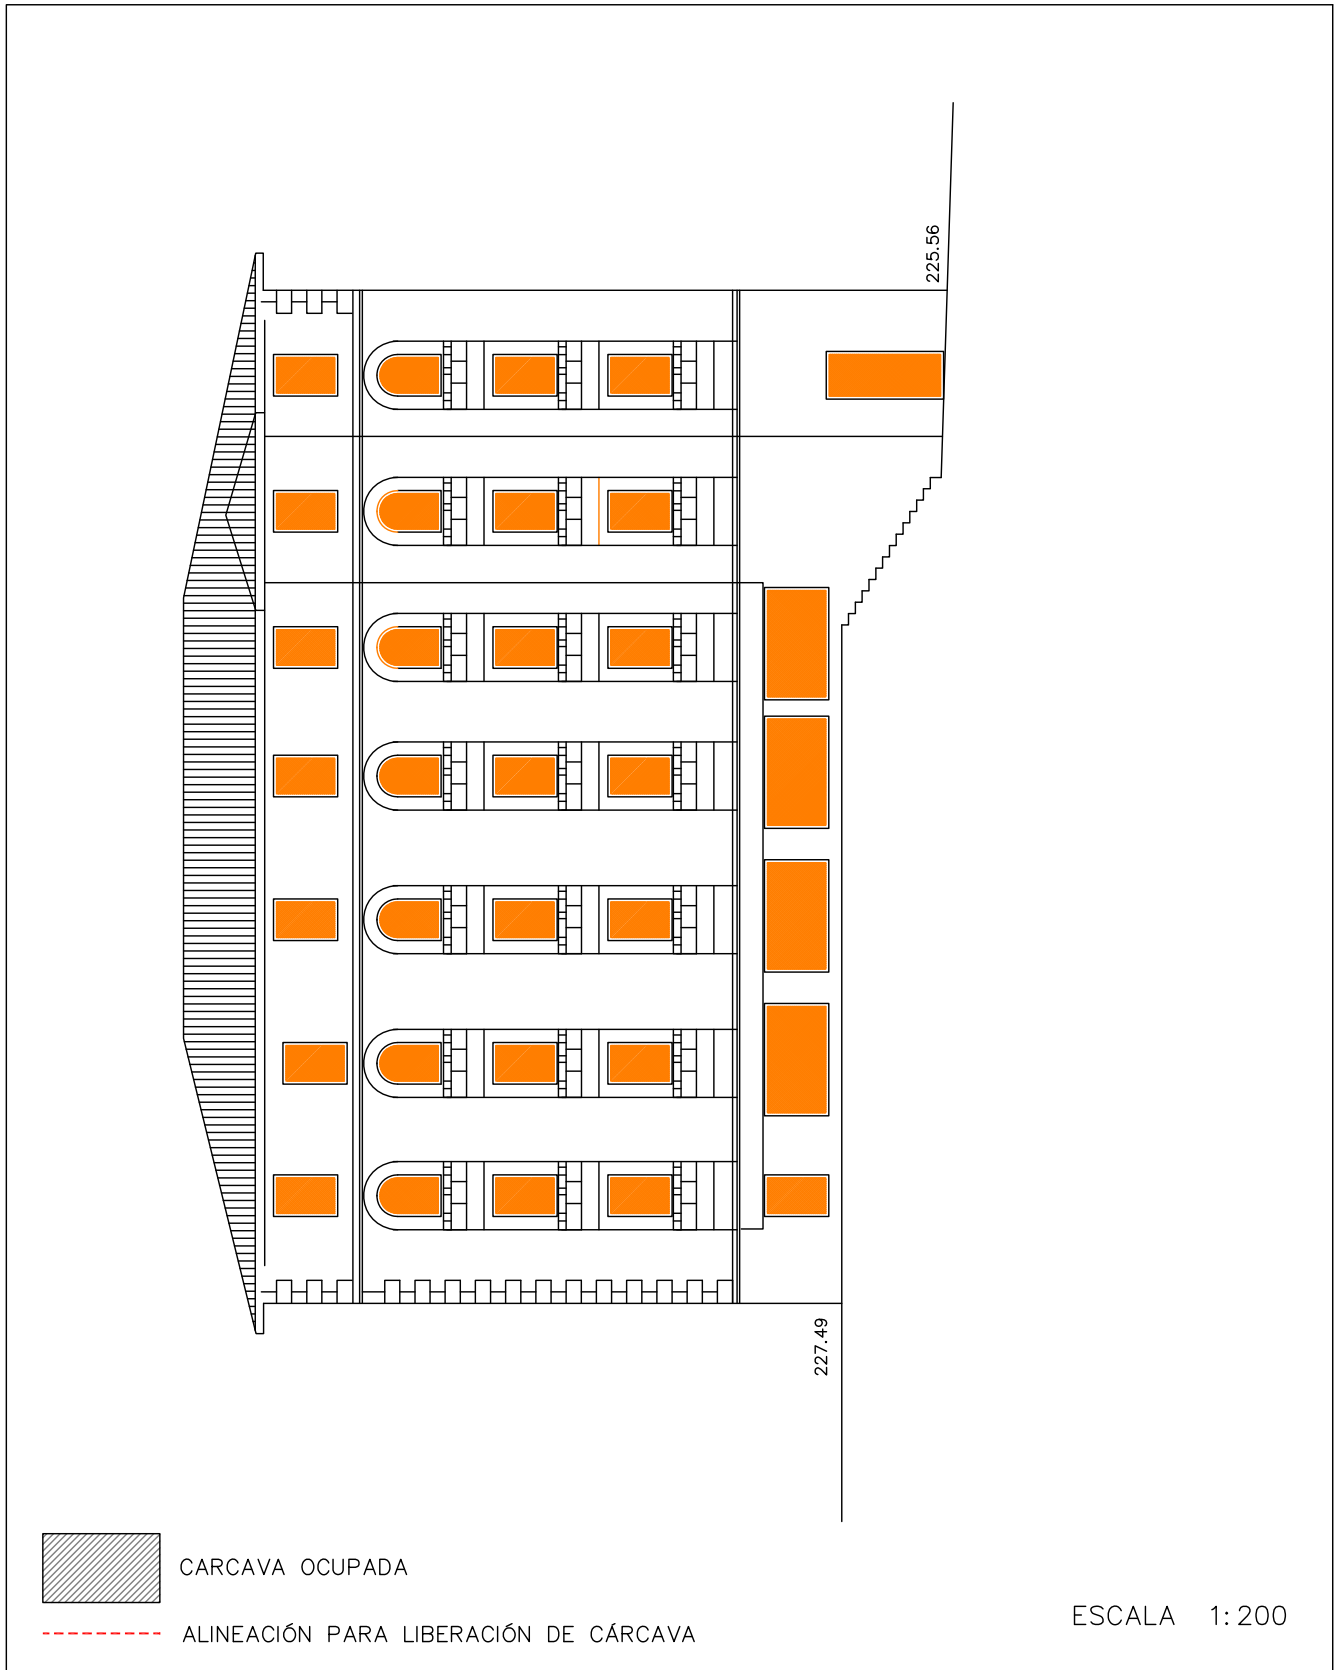 225.56
227.49
CARCAVA OCUPADA
ALINEACIÓN PARA LIBERACIÓN DE CÁRCAVA
ESCALA 1:200